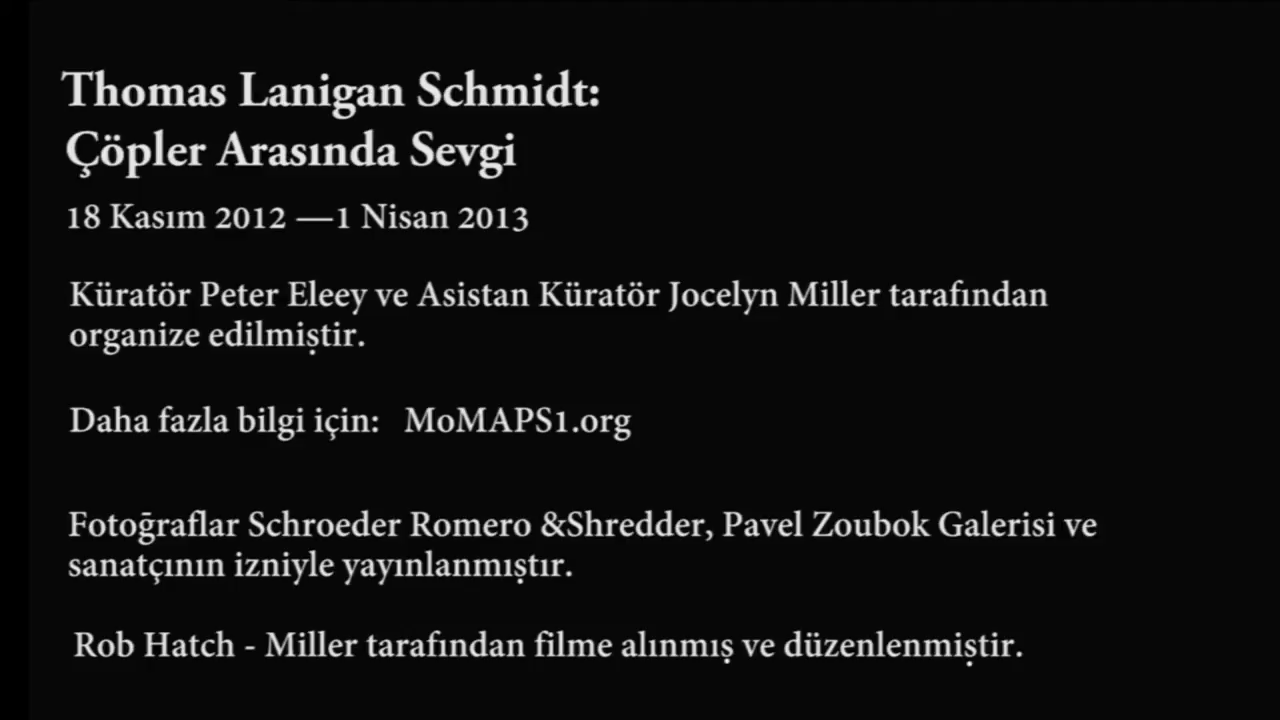 Thomas Lanigan Schmidt:
Çöpler Arasında Sevgi
18 Kasım 2012 —1 Nisan 2013
Küratör Peter Eleey ve Asistan Küratör Jocelyn Miller tarafından
organize edilmiştir.
Daha fazla bilgi için: MoMAPS1.org
Fotoğraflar Schroeder Romero &Shredder, Pavel Zoubok Galerisi ve
sanatçının izniyle yayınlanmıştır.
Rob Hatch - Miller tarafından filme alınmış ve düzenlenmiştir.